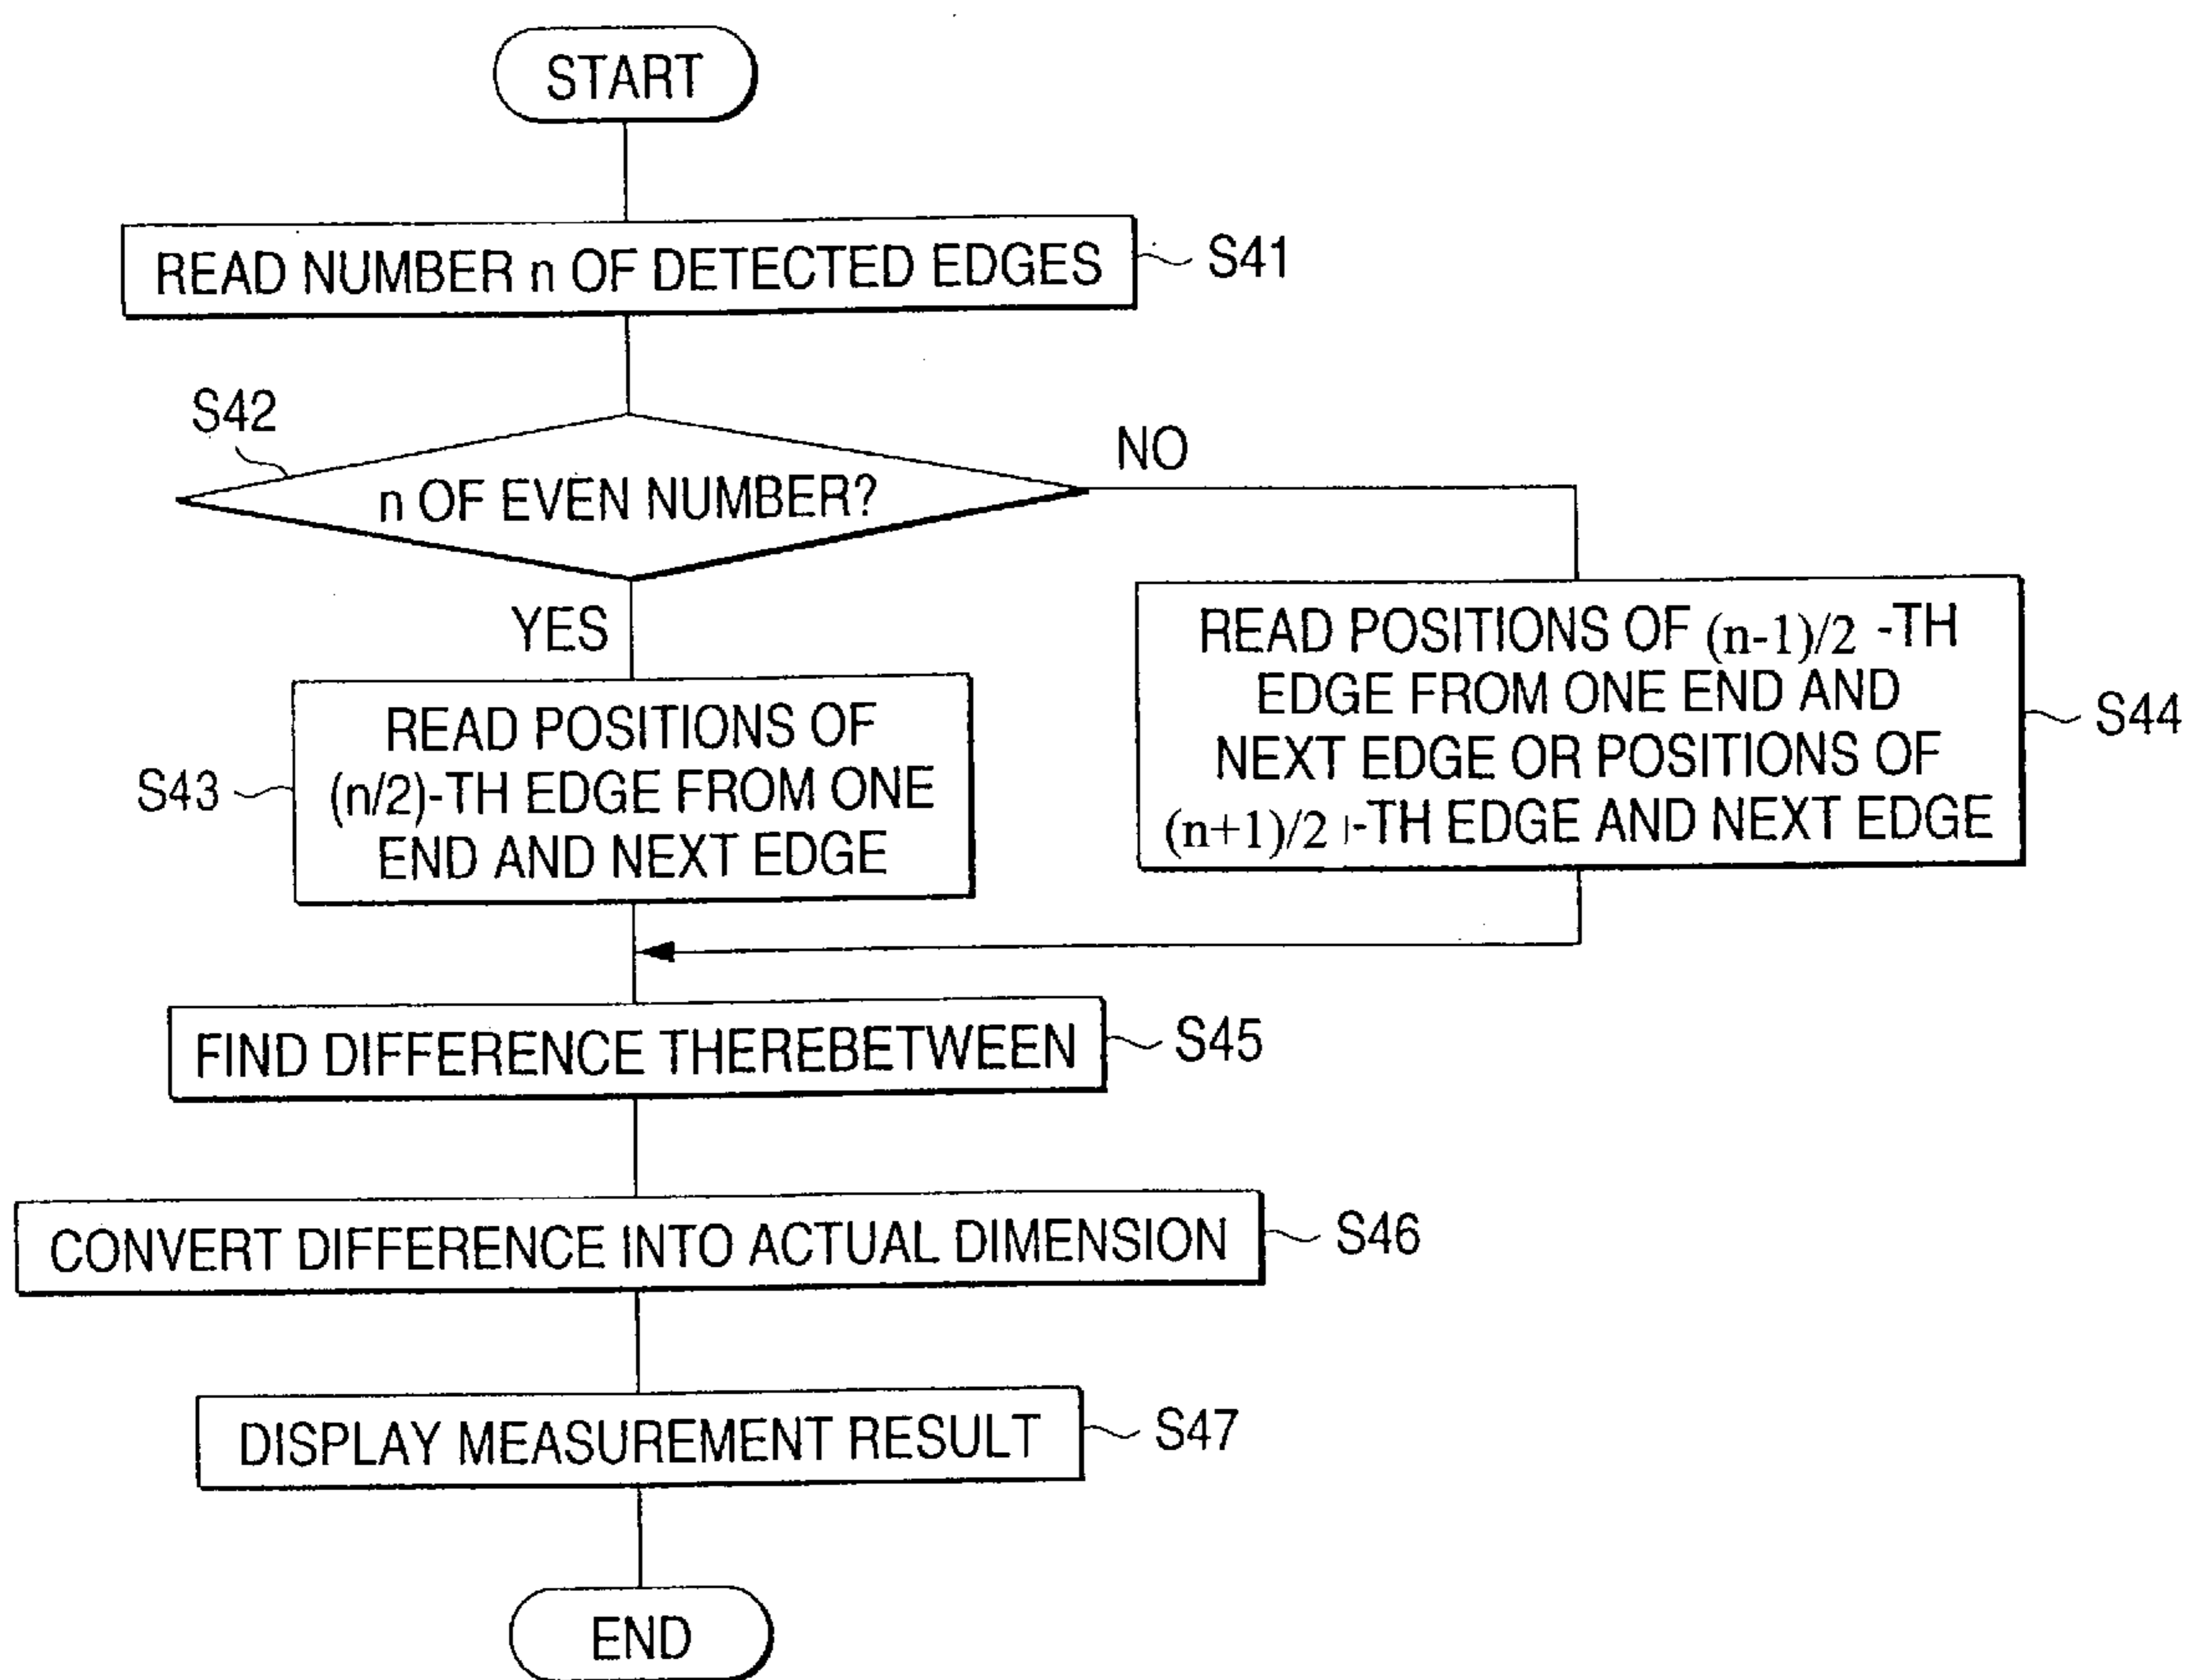 START
READ NUMBER n OF DETECTED EDGES
S41
S42
n OF EVEN NUMBER?
NO
YES
READ POSITIONS OF
(n/2)-TH EDGE FROM ONE
END AND NEXT EDGE
S43
READ POSITIONS OF (n-1)/2 -TH
EDGE FROM ONE END AND
NEXT EDGE OR POSITIONS OF
(n+1)/2 -TH EDGE AND NEXT EDGE
S44
FIND DIFFERENCE THEREBETWEEN
S45
CONVERT DIFFERENCE INTO ACTUAL DIMENSION
S46
DISPLAY MEASUREMENT RESULT
S47
END